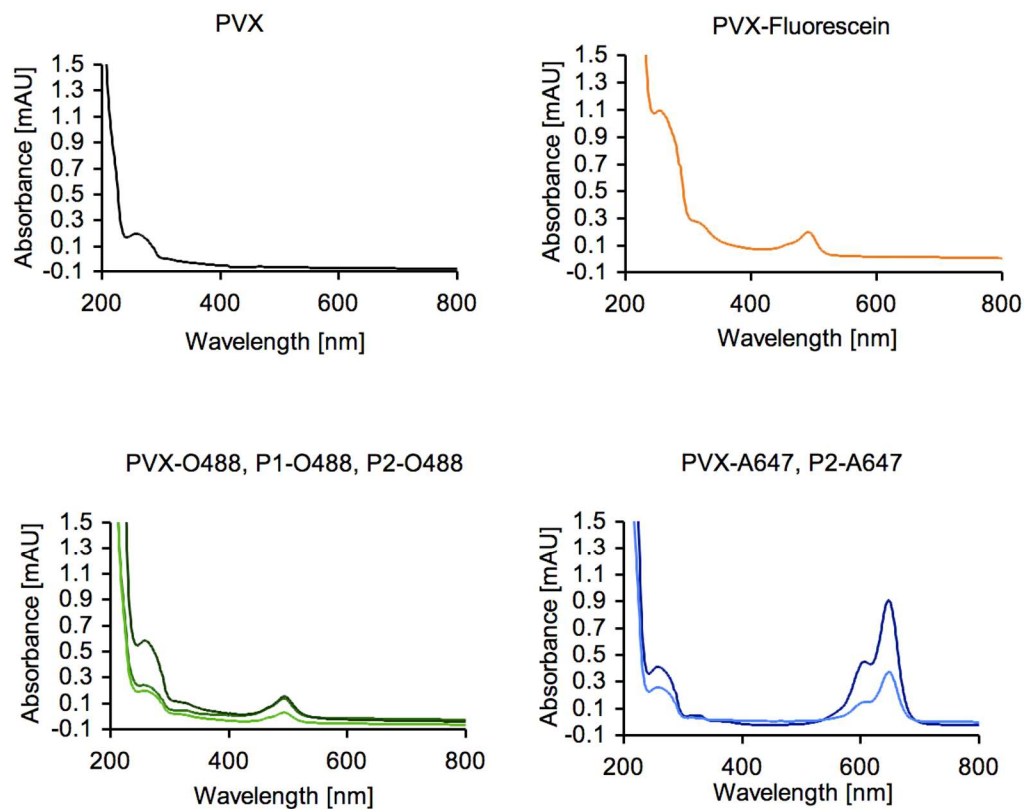 PVX
1.5
1.3
1.1
0.9
0.7
0.5
0.3
0.1
-0.1
Absorbance [mAU]
200 400 600 800
Wavelength [nm]
PVX-Fluorescein
1.5
1.3
1.1
0.9
0.7
0.5
0.3
0.1
-0.1
Absorbance [mAU]
200 400 600 800
Wavelength [nm]
PVX-O488, P1-O488, P2-O488
1.5
1.3
1.1
0.9
0.7
0.5
0.3
0.1
-0.1
Absorbance [mAU]
200 400 600 800
Wavelength [nm]
PVX-A647, P2-A647
1.5
1.3
1.1
0.9
0.7
0.5
0.3
0.1
-0.1
Absorbance [mAU]
200 400 600 800
Wavelength [nm]